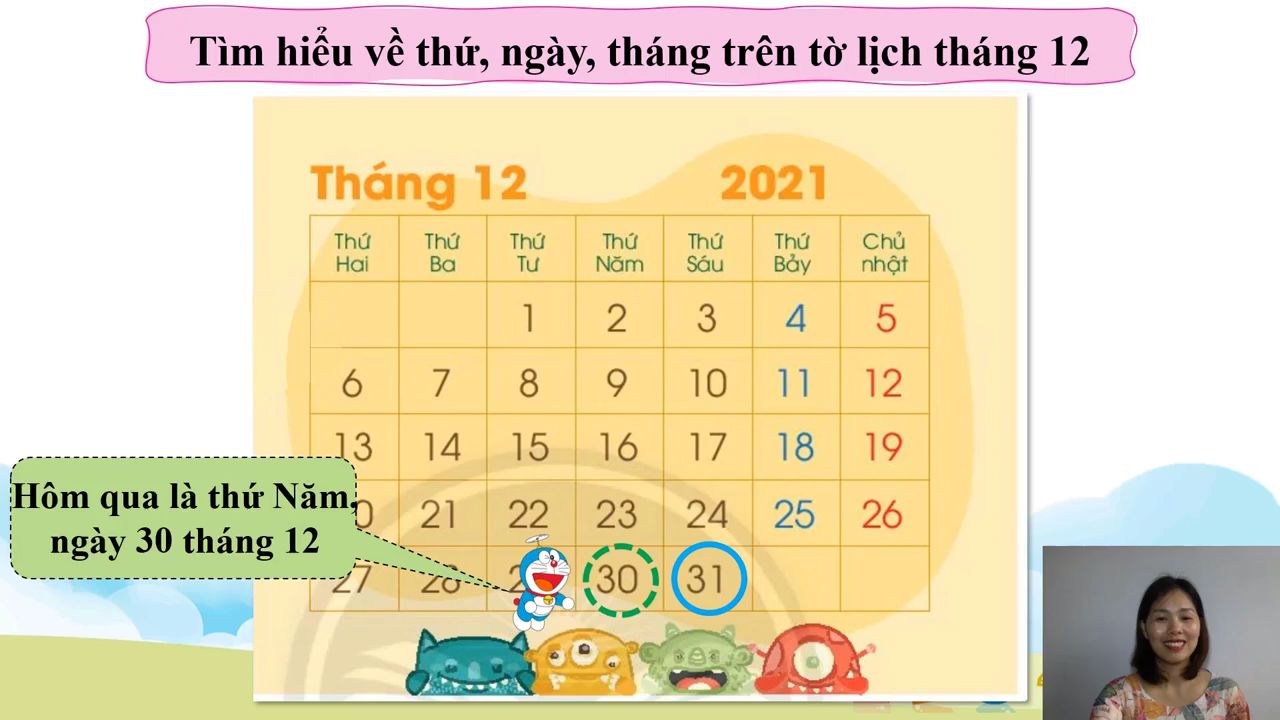 Tìm hiểu về thứ, ngày, tháng trên tờ lịch tháng 12
Tháng 12 2021
Thứ Hai Thứ Ba Thứ Tư Thứ Năm Thứ Sáu Thứ Bảy Chủ nhật
1 2 3 4 5
6 7 8 9 10 11 12
13 14 15 16 17 18 19
21 22 23 24 25 26
27 28 30 31
Hôm qua là thứ Năm,
ngày 30 tháng 12